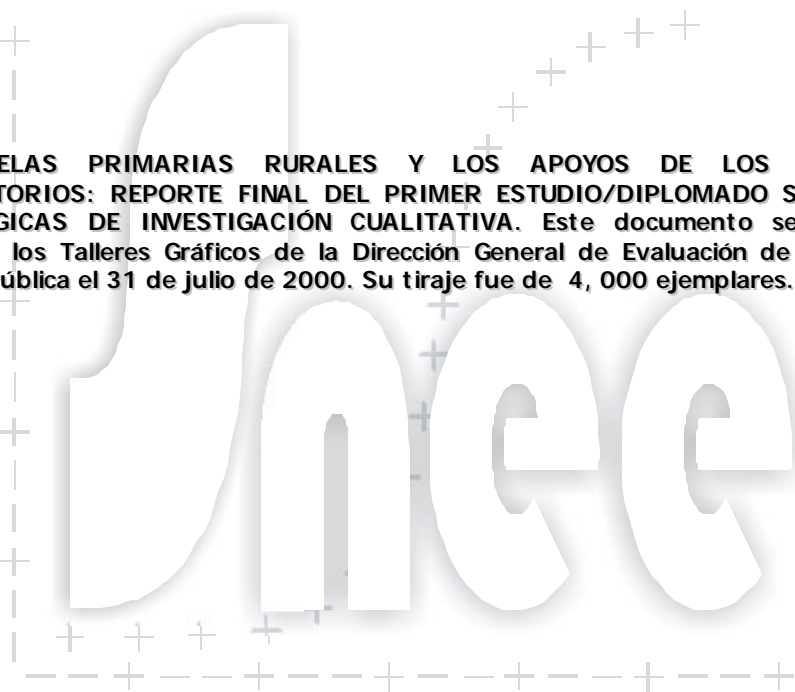 ELAS PRIMARIAS RURALES Y LOS APOYOS DE LOS
TORIOS: REPORTE FINAL DEL PRIMER ESTUDIO/DIPLOMADO S
GICAS DE INVESTIGACIÓN CUALITATIVA. Este documento se
los Talleres Gráficos de la Dirección General de Evaluación de
ública el 31 de julio de 2000. Su tiraje fue de 4, 000 ejemplares.
Snee